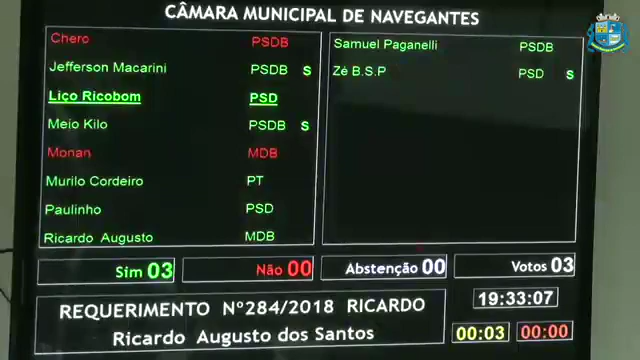 CÂMARA MUNICIPAL DE NAVEGANTES
Chero PSDB
Jefferson Macarini PSDB S
Liço Ricobom PSD
Meio Kilo PSDB S
Monan MDB
Murilo Cordeiro PT
Paulinho PSD
Ricardo Augusto MDB
Samuel Paganelli PSDB
Zé B.S.P PSD S
Sim 03 Não 00 Abstenção 00 Votos 03
REQUERIMENTO Nº284/2018 RICARDO
Ricardo Augusto dos Santos
19:33:07
00:03 00:00